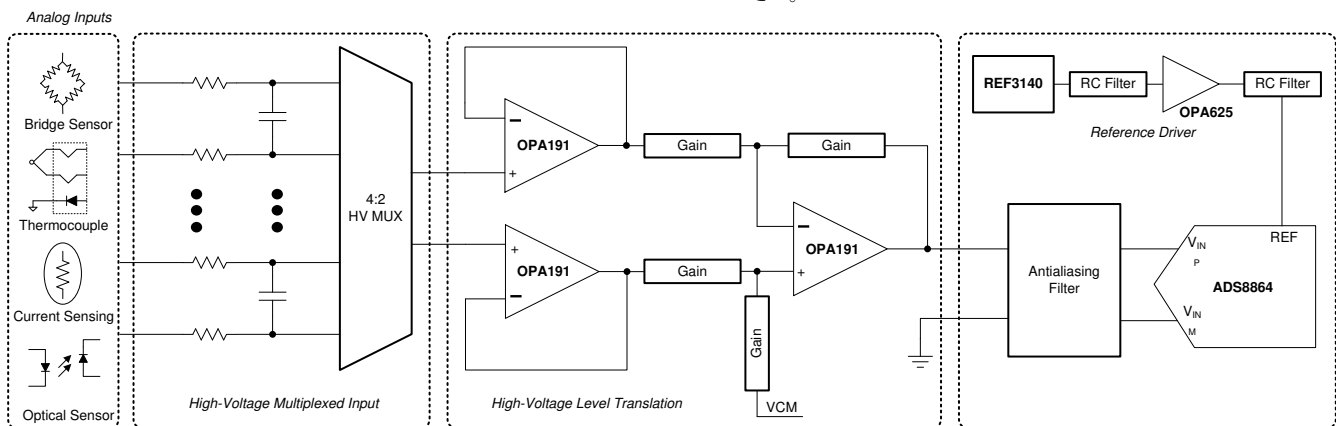 Analog Inputs
Bridge Sensor
Thermocouple
Current Sensing
Optical Sensor
4:2
HV MUX
High-Voltage Multiplexed Input
OPA191
+
Gain
Gain
OPA191
+
Gain
OPA191
+
Gain
VCM
High-Voltage Level Translation
REF3140
RC Filter
OPA625
RC Filter
Reference Driver
Antialiasing
Filter
VIN
P
REF
ADS8864
VIN
M